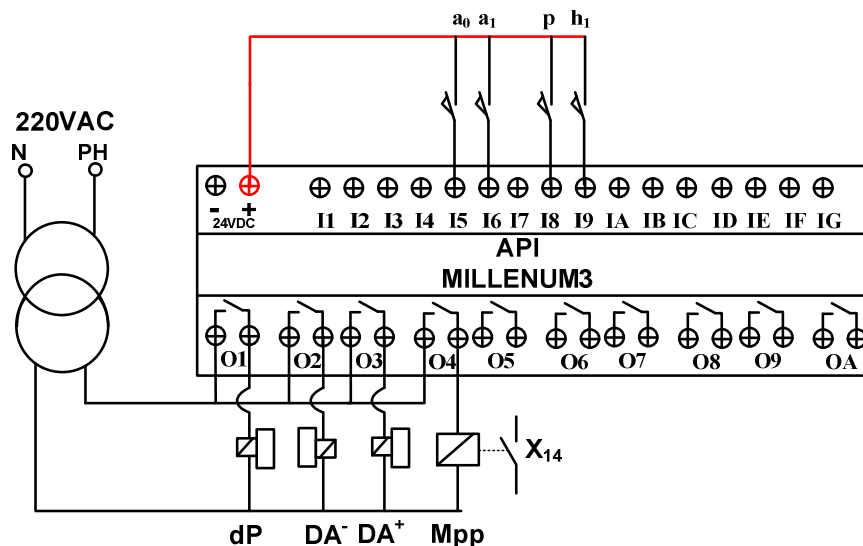 a0 a1 p h1
220VAC
N PH
- +
24VDC I1 I2 I3 I4 I5 I6 I7 I8 I9 IA IB IC ID IE IF IG
API
MILLENUM3
O1 O2 O3 O4 O5 O6 O7 O8 O9 OA
X14
dP DA- DA+ Mpp